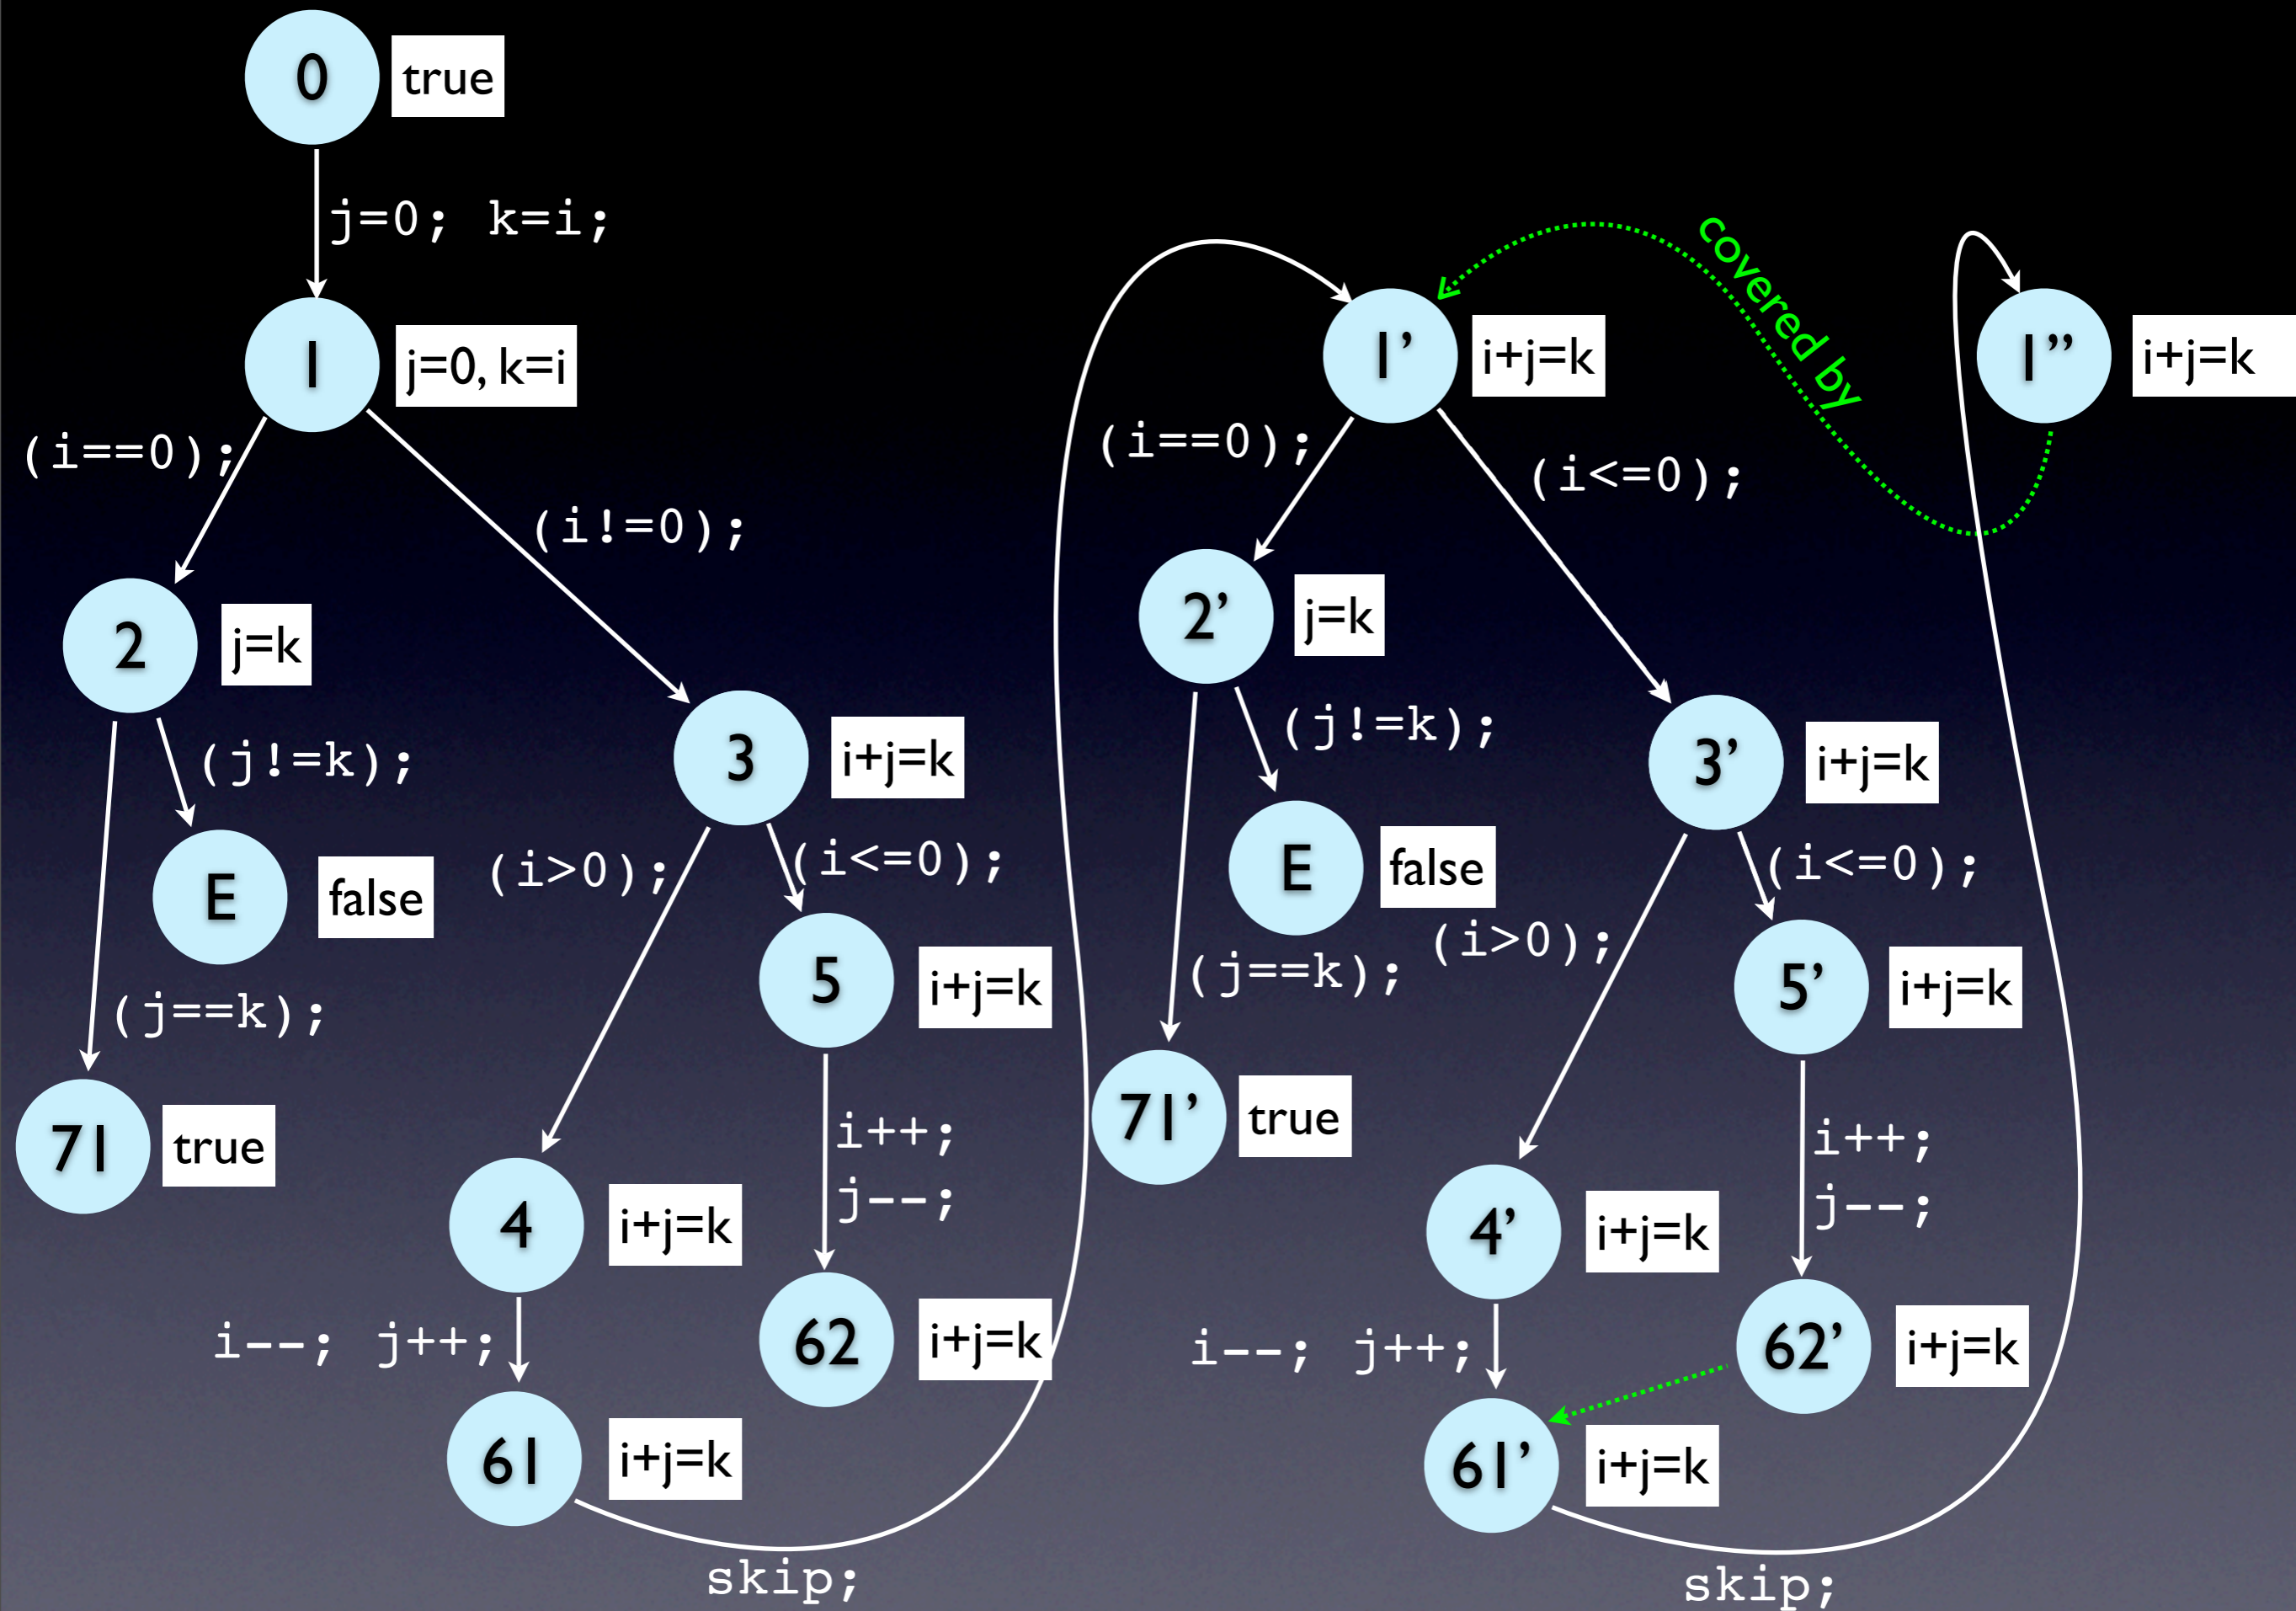 0
true
j=0; k=i;
1
j=0, k=i
(i==0);
(i!=0);
2
j=k
(j!=k);
E
false
(j==k);
71
true
3
i+j=k
(i>0);
(i<=0);
5
i+j=k
i++;
j--;
4
i+j=k
62
i+j=k
i--; j++;
61
i+j=k
skip;
1’
i+j=k
covered by
1”
i+j=k
(i==0);
(i<=0);
2’
j=k
(j!=k);
E
false
(j==k);
71’
true
3’
i+j=k
(i>0);
(i<=0);
5’
i+j=k
i++;
j--;
4’
i+j=k
62’
i+j=k
i--; j++;
61’
i+j=k
skip;